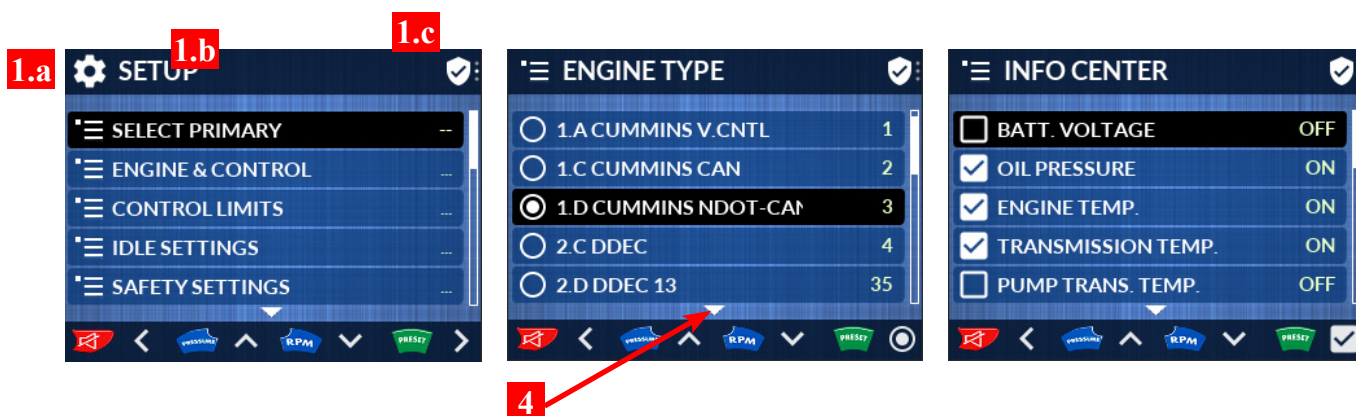 1.a
1.b
1.c
SETUP
SELECT PRIMARY --
ENGINE & CONTROL ...
CONTROL LIMITS ...
IDLE SETTINGS ...
SAFETY SETTINGS ...
PRESSURE RPM PRESET
ENGINE TYPE
1.A CUMMINS V.CNTL 1
1.C CUMMINS CAN 2
1.D CUMMINS NDOT-CAN 3
2.C DDEC 4
2.D DDEC 13 35
PRESSURE RPM PRESET
4
INFO CENTER
BATT. VOLTAGE OFF
OIL PRESSURE ON
ENGINE TEMP. ON
TRANSMISSION TEMP. ON
PUMP TRANS. TEMP. OFF
PRESSURE RPM PRESET